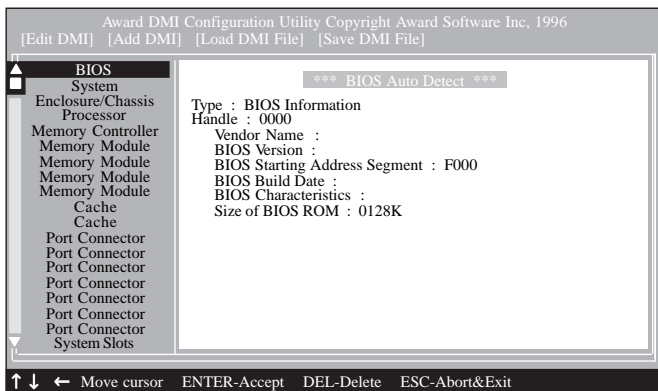 Award DMI Configuration Utility Copyright Award Software Inc, 1996
[Edit DMI] [Add DMI] [Load DMI File] [Save DMI File]
BIOS
System
Enclosure/Chassis
Processor
Memory Controller
Memory Module
Memory Module
Memory Module
Memory Module
Cache
Cache
Port Connector
Port Connector
Port Connector
Port Connector
Port Connector
Port Connector
Port Connector
System Slots
*** BIOS Auto Detect ***
Type : BIOS Information
Handle : 0000
Vendor Name :
BIOS Version :
BIOS Starting Address Segment : F000
BIOS Build Date :
BIOS Characteristics :
Size of BIOS ROM : 0128K
↑ ↓ ← Move cursor ENTER-Accept DEL-Delete ESC-Abort&Exit